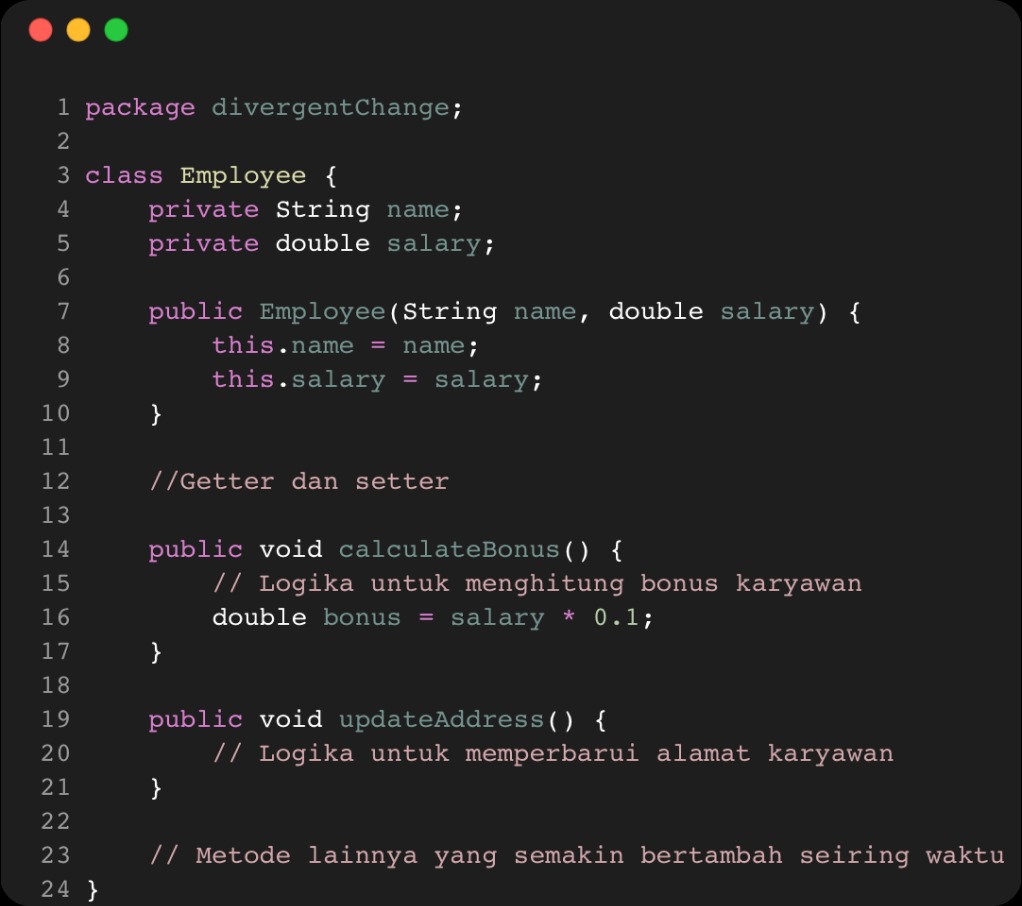 1 package divergentChange;
2
3 class Employee {
4     private String name;
5     private double salary;
6
7     public Employee(String name, double salary) {
8         this.name = name;
9         this.salary = salary;
10     }
11
12     //Getter dan setter
13
14     public void calculateBonus() {
15         // Logika untuk menghitung bonus karyawan
16         double bonus = salary * 0.1;
17     }
18
19     public void updateAddress() {
20         // Logika untuk memperbarui alamat karyawan
21     }
22
23     // Metode lainnya yang semakin bertambah seiring waktu
24 }